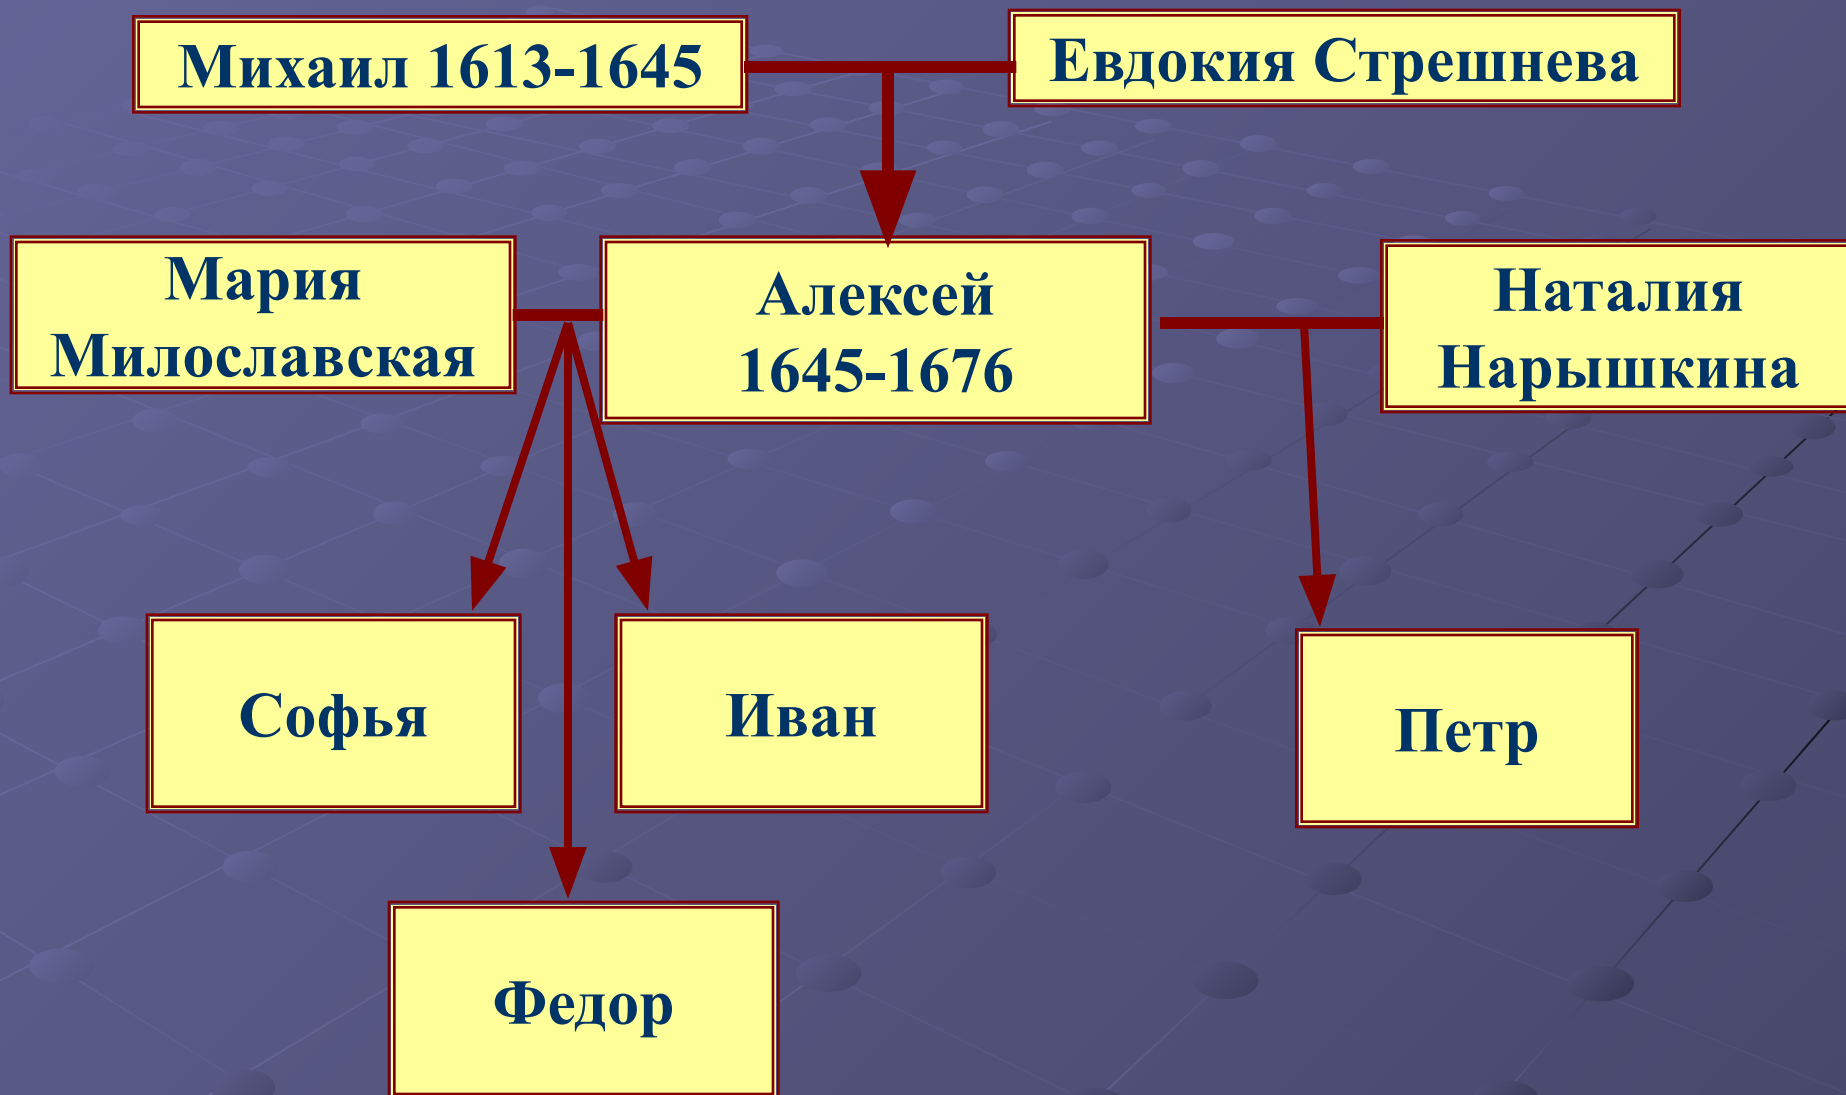 Михаил 1613-1645
Евдокия Стрешнева
Мария
Милославская
Алексей
1645-1676
Наталия
Нарышкина
Софья
Иван
Петр
Федор